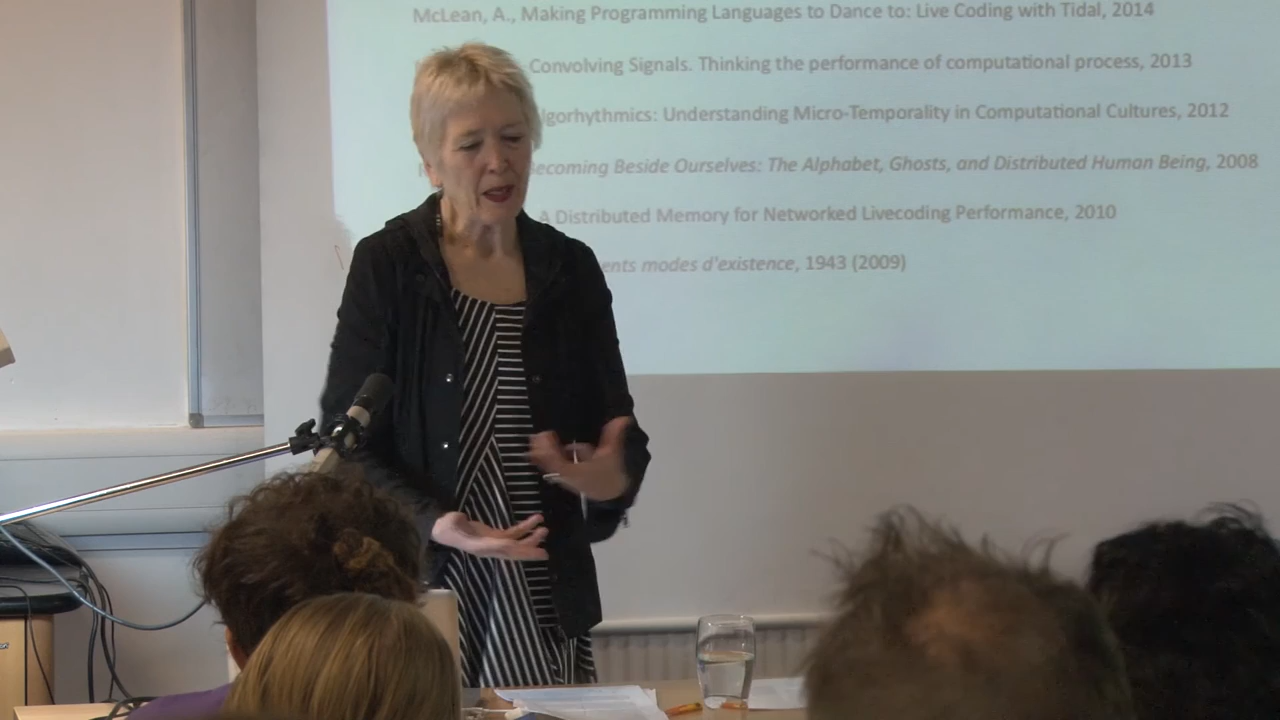 McLean, A., Making Programming Languages to Dance to: Live Coding with Tidal, 2014
Convolving Signals. Thinking the performance of computational process, 2013
lgorhythmics: Understanding Micro-Temporality in Computational Cultures, 2012
ecoming Beside Ourselves: The Alphabet, Ghosts, and Distributed Human Being, 2008
A Distributed Memory for Networked Livecoding Performance, 2010
ents modes d'existence, 1943 (2009)